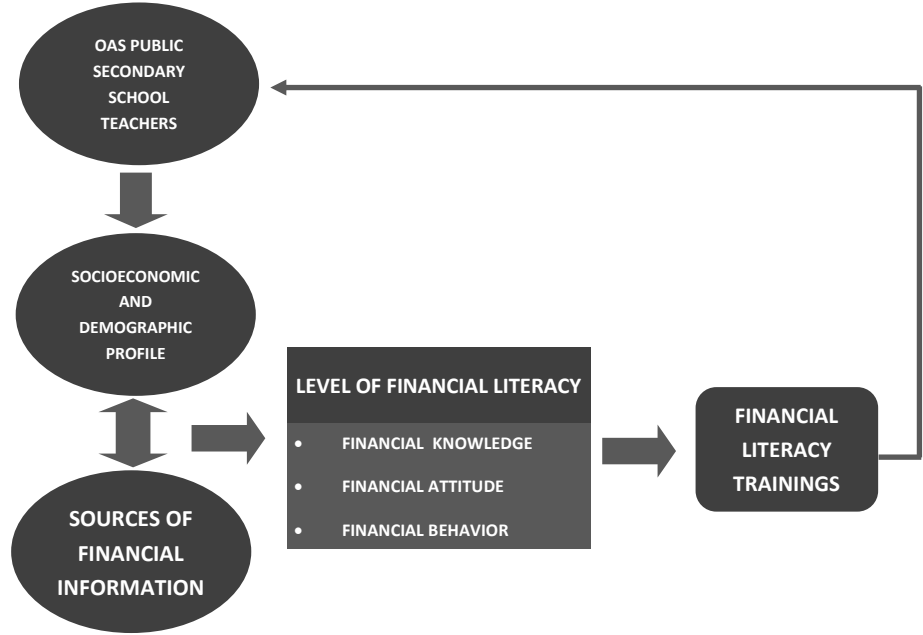 OAS PUBLIC
SECONDARY
SCHOOL
TEACHERS
SOCIOECONOMIC
AND
DEMOGRAPHIC
PROFILE
SOURCES OF
FINANCIAL
INFORMATION
LEVEL OF FINANCIAL LITERACY
• FINANCIAL KNOWLEDGE
• FINANCIAL ATTITUDE
• FINANCIAL BEHAVIOR
FINANCIAL
LITERACY
TRAININGS